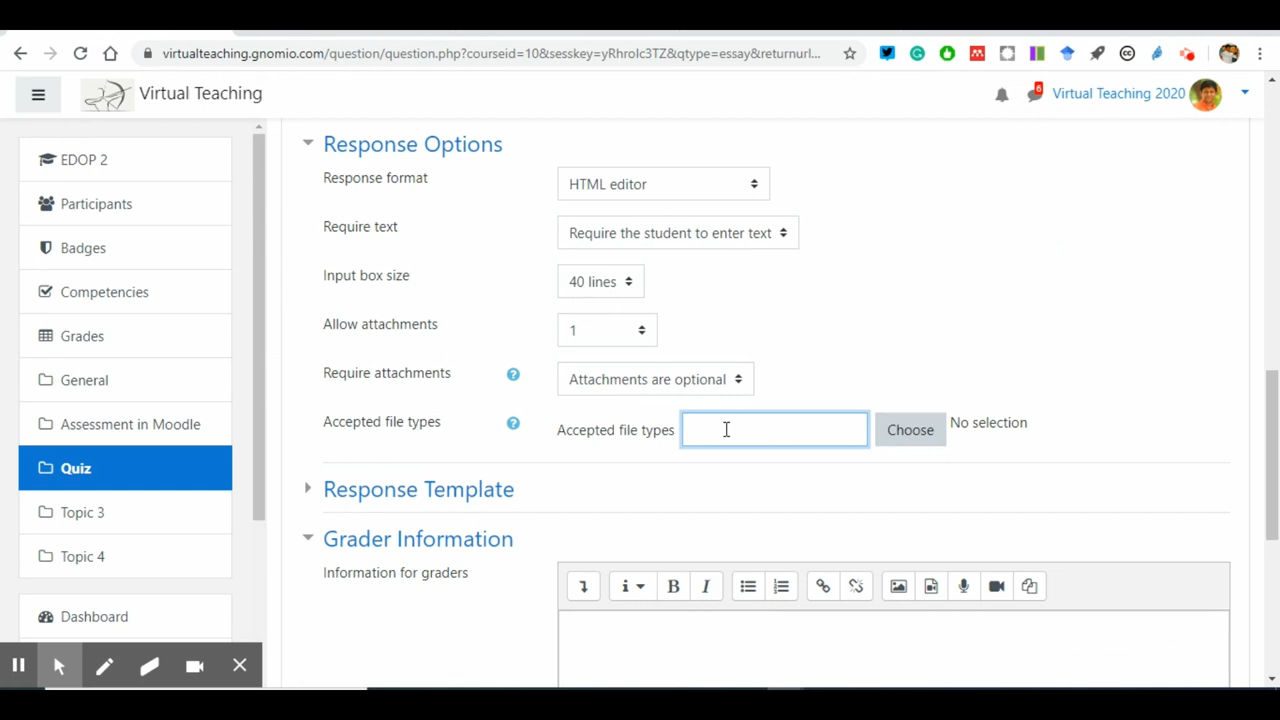 virtualteaching.gnomio.com/question/question.php?courseid=10&sesskey=yRhrolc3TZ&qtype=essay&returnurl...
Virtual Teaching
6
Virtual Teaching 2020
EDOP 2
Participants
Badges
Competencies
Grades
General
Assessment in Moodle
Quiz
Topic 3
Topic 4
Dashboard
Response Options
Response format
HTML editor
Require text
Require the student to enter text
Input box size
40 lines
Allow attachments
1
Require attachments
Attachments are optional
Accepted file types
Accepted file types
Choose
No selection
Response Template
Grader Information
Information for graders
B I